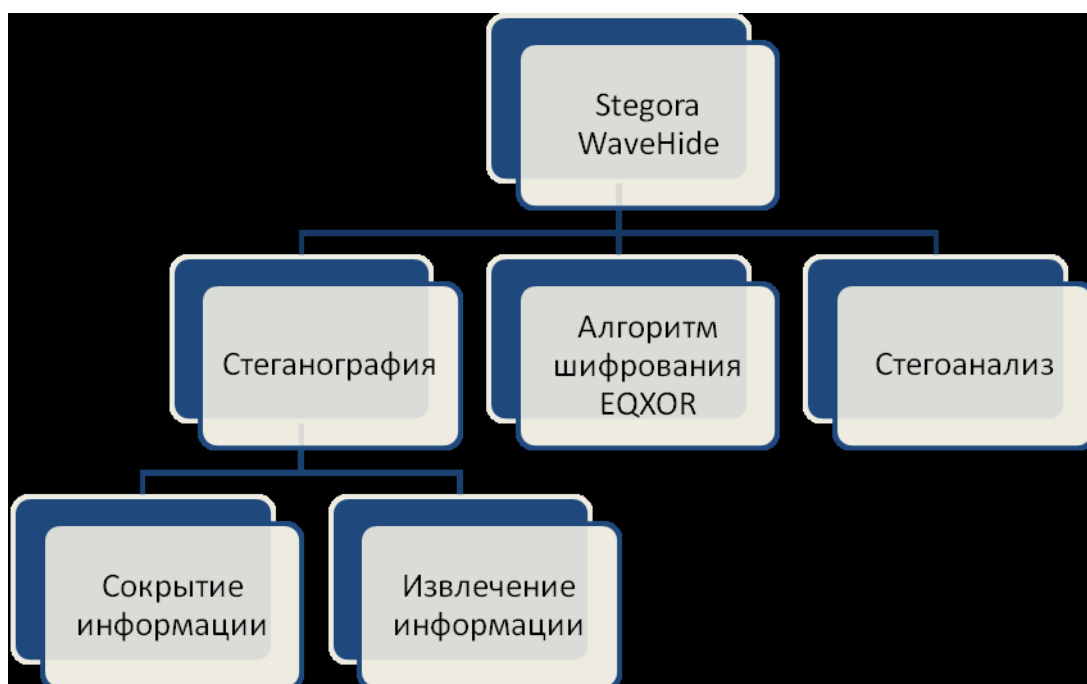 Stegora
WaveHide
Стеганография
Алгоритм
шифрования
EQXOR
Стегоанализ
Сокрытие
информации
Извлечение
информации